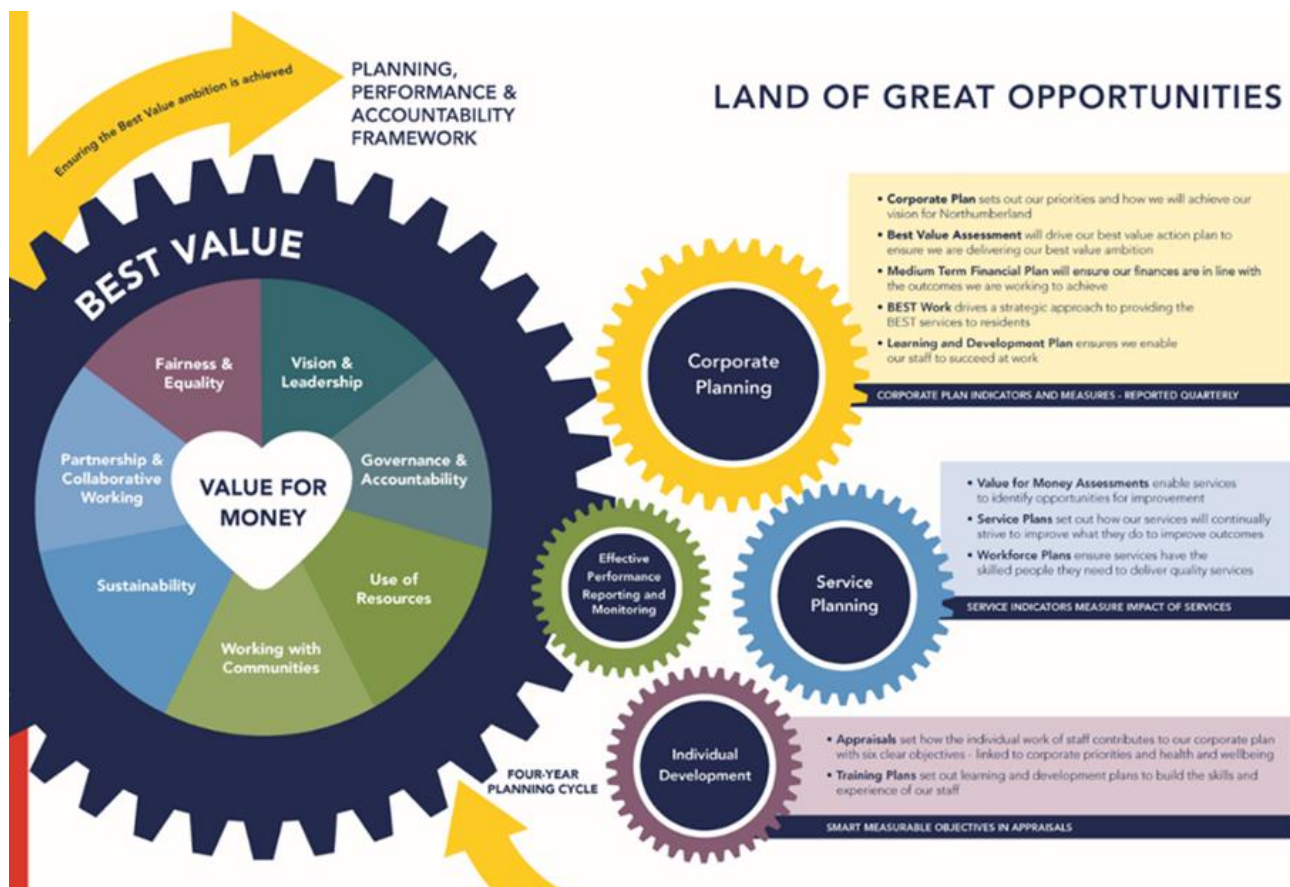 Ensuring the Best Value ambition is achieved
PLANNING,
PERFORMANCE &
ACCOUNTABILITY
FRAMEWORK
LAND OF GREAT OPPORTUNITIES
BEST VALUE
Fairness &
Equality
Vision &
Leadership
Partnership &
Collaborative
Working
Governance &
Accountability
VALUE FOR
MONEY
Sustainability
Use of
Resources
Working with
Communities
Corporate
Planning
• Corporate Plan sets out our priorities and how we will achieve our
vision for Northumberland
• Best Value Assessment will drive our best value action plan to
ensure we are delivering our best value ambition
• Medium Term Financial Plan will ensure our finances are in line with
the outcomes we are working to achieve
• BEST Work drives a strategic approach to providing the
BEST services to residents
• Learning and Development Plan ensures we enable
our staff to succeed at work
CORPORATE PLAN INDICATORS AND MEASURES - REPORTED QUARTERLY
Effective
Performance
Reporting and
Monitoring
Service
Planning
• Value for Money Assessments enable services
to identify opportunities for improvement
• Service Plans set out how our services will continually
strive to improve what they do to improve outcomes
• Workforce Plans ensure services have the
skilled people they need to deliver quality services
SERVICE INDICATORS MEASURE IMPACT OF SERVICES
FOUR-YEAR
PLANNING CYCLE
Individual
Development
• Appraisals set how the individual work of staff contributes to our corporate plan
with six clear objectives - linked to corporate priorities and health and wellbeing
• Training Plans set out learning and development plans to build the skills and
experience of our staff
SMART MEASURABLE OBJECTIVES IN APPRAISALS